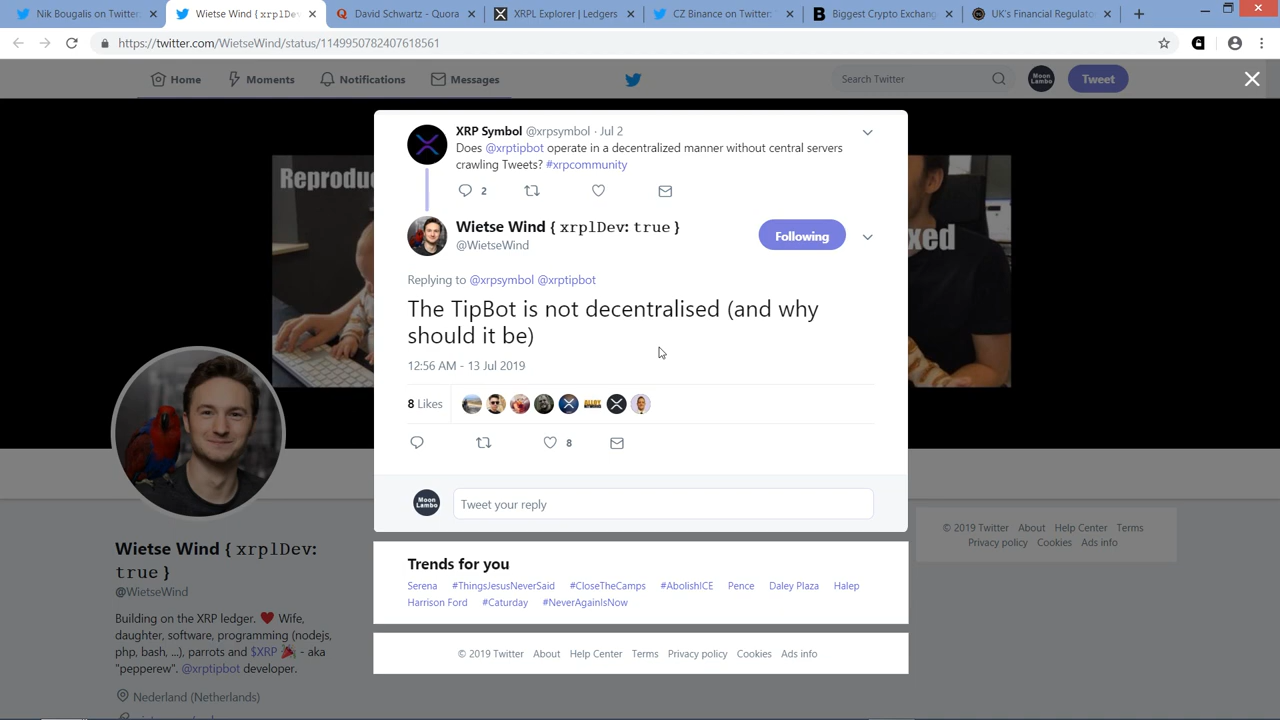 Nik Bougalis on Twitter:
Wietse Wind { xrplDev:
David Schwartz - Quora
XRPL Explorer | Ledgers
CZ Binance on Twitter:
Biggest Crypto Exchang
UK's Financial Regulato
https://twitter.com/WietseWind/status/1149950782407618561
Home
Moments
Notifications
Messages
Search Twitter
Moon Lambo
Tweet
XRP Symbol @xrpsymbol · Jul 2
Does @xrptipbot operate in a decentralized manner without central servers
crawling Tweets? #xrpcommunity
2
Reproduc
xed
Wietse Wind { xrplDev: true }
@WietseWind
Following
Replying to @xrpsymbol @xrptipbot
The TipBot is not decentralised (and why
should it be)
12:56 AM - 13 Jul 2019
8 Likes
8
Moon Lambo
Tweet your reply
Wietse Wind { xrplDev:
true }
@WietseWind
Building on the XRP ledger. ❤️ Wife,
daughter, software, programming (nodejs,
php, bash, ...), parrots and $XRP 🎉 - aka
"pepperew". @xrptipbot developer.
Nederland (Netherlands)
Trends for you
Serena #ThingsJesusNeverSaid #CloseTheCamps #AbolishICE Pence Daley Plaza Halep
Harrison Ford #Caturday #NeverAgainIsNow
© 2019 Twitter About Help Center Terms Privacy policy Cookies Ads info
© 2019 Twitter About Help Center Terms
Privacy policy Cookies Ads info